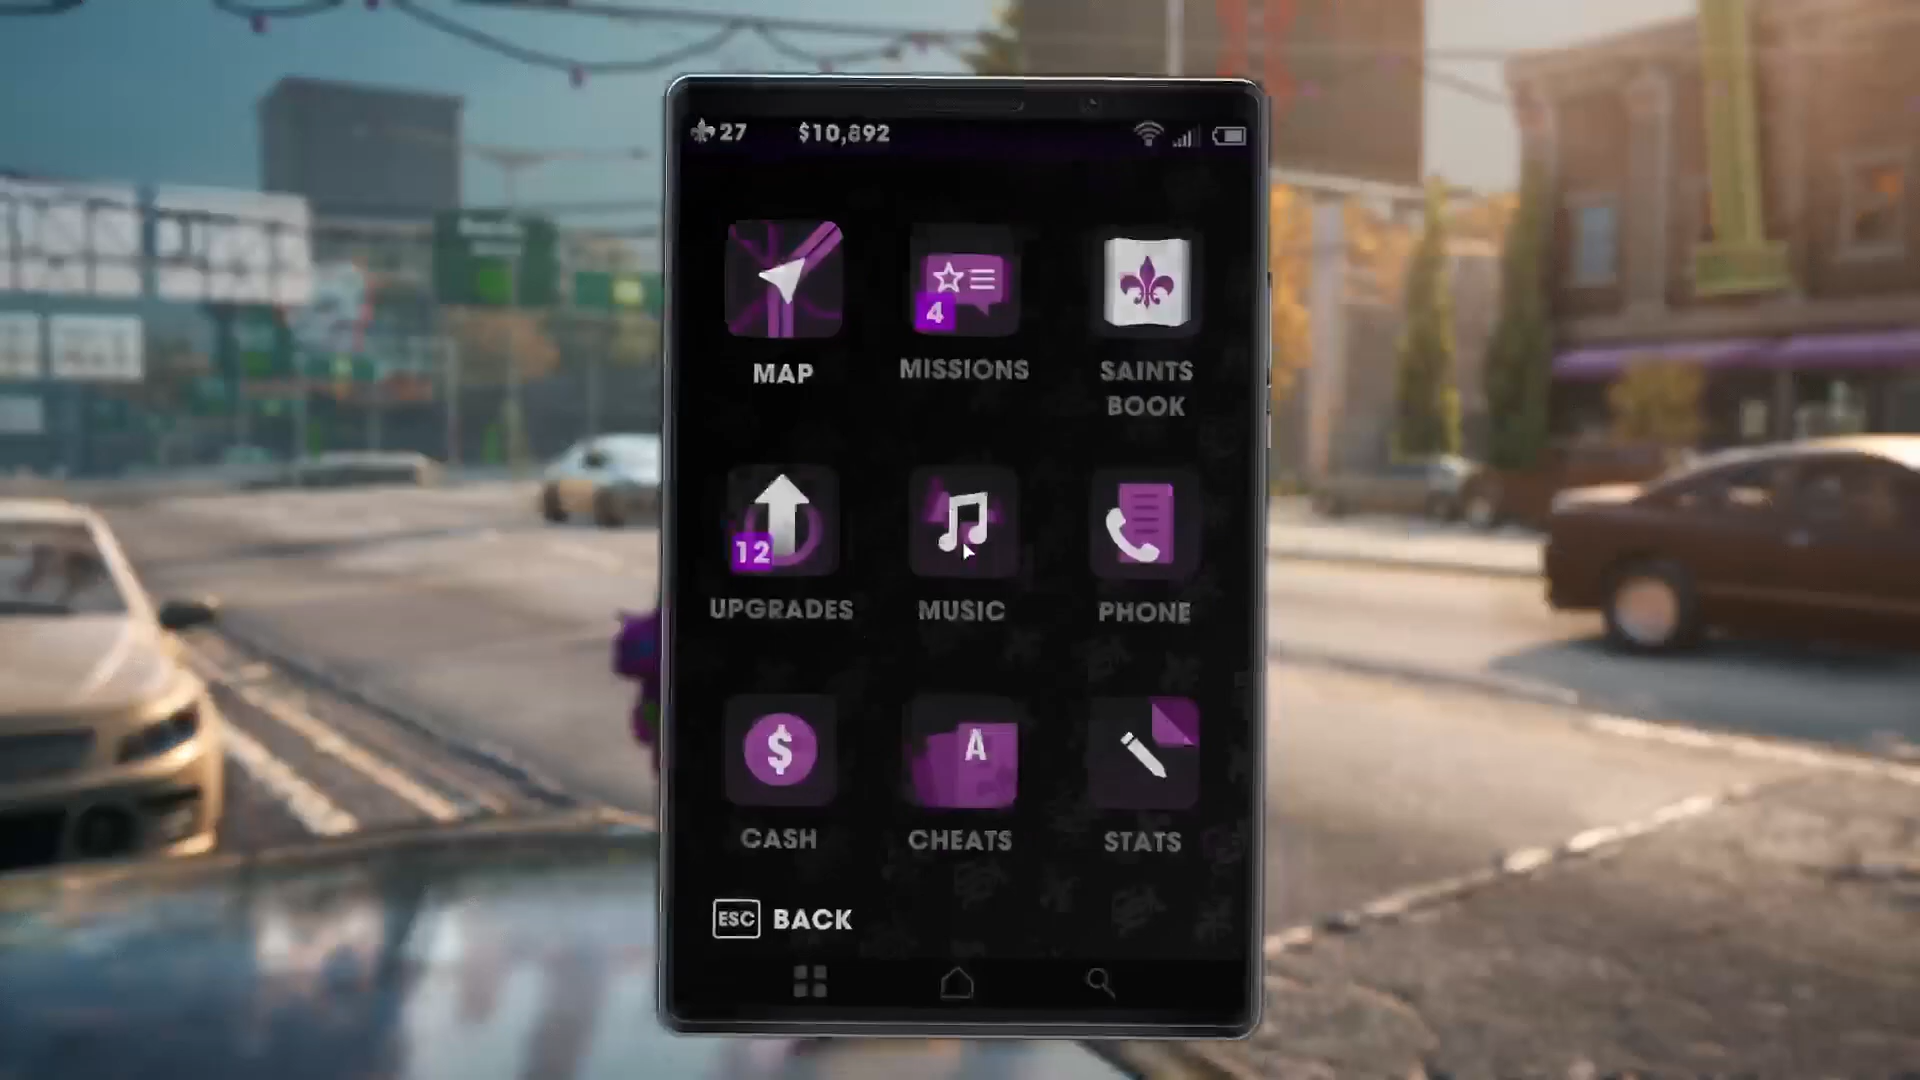 27 $10,892
4
MAP MISSIONS SAINTS
BOOK
12
UPGRADES MUSIC PHONE
$ A
CASH CHEATS STATS
ESC BACK